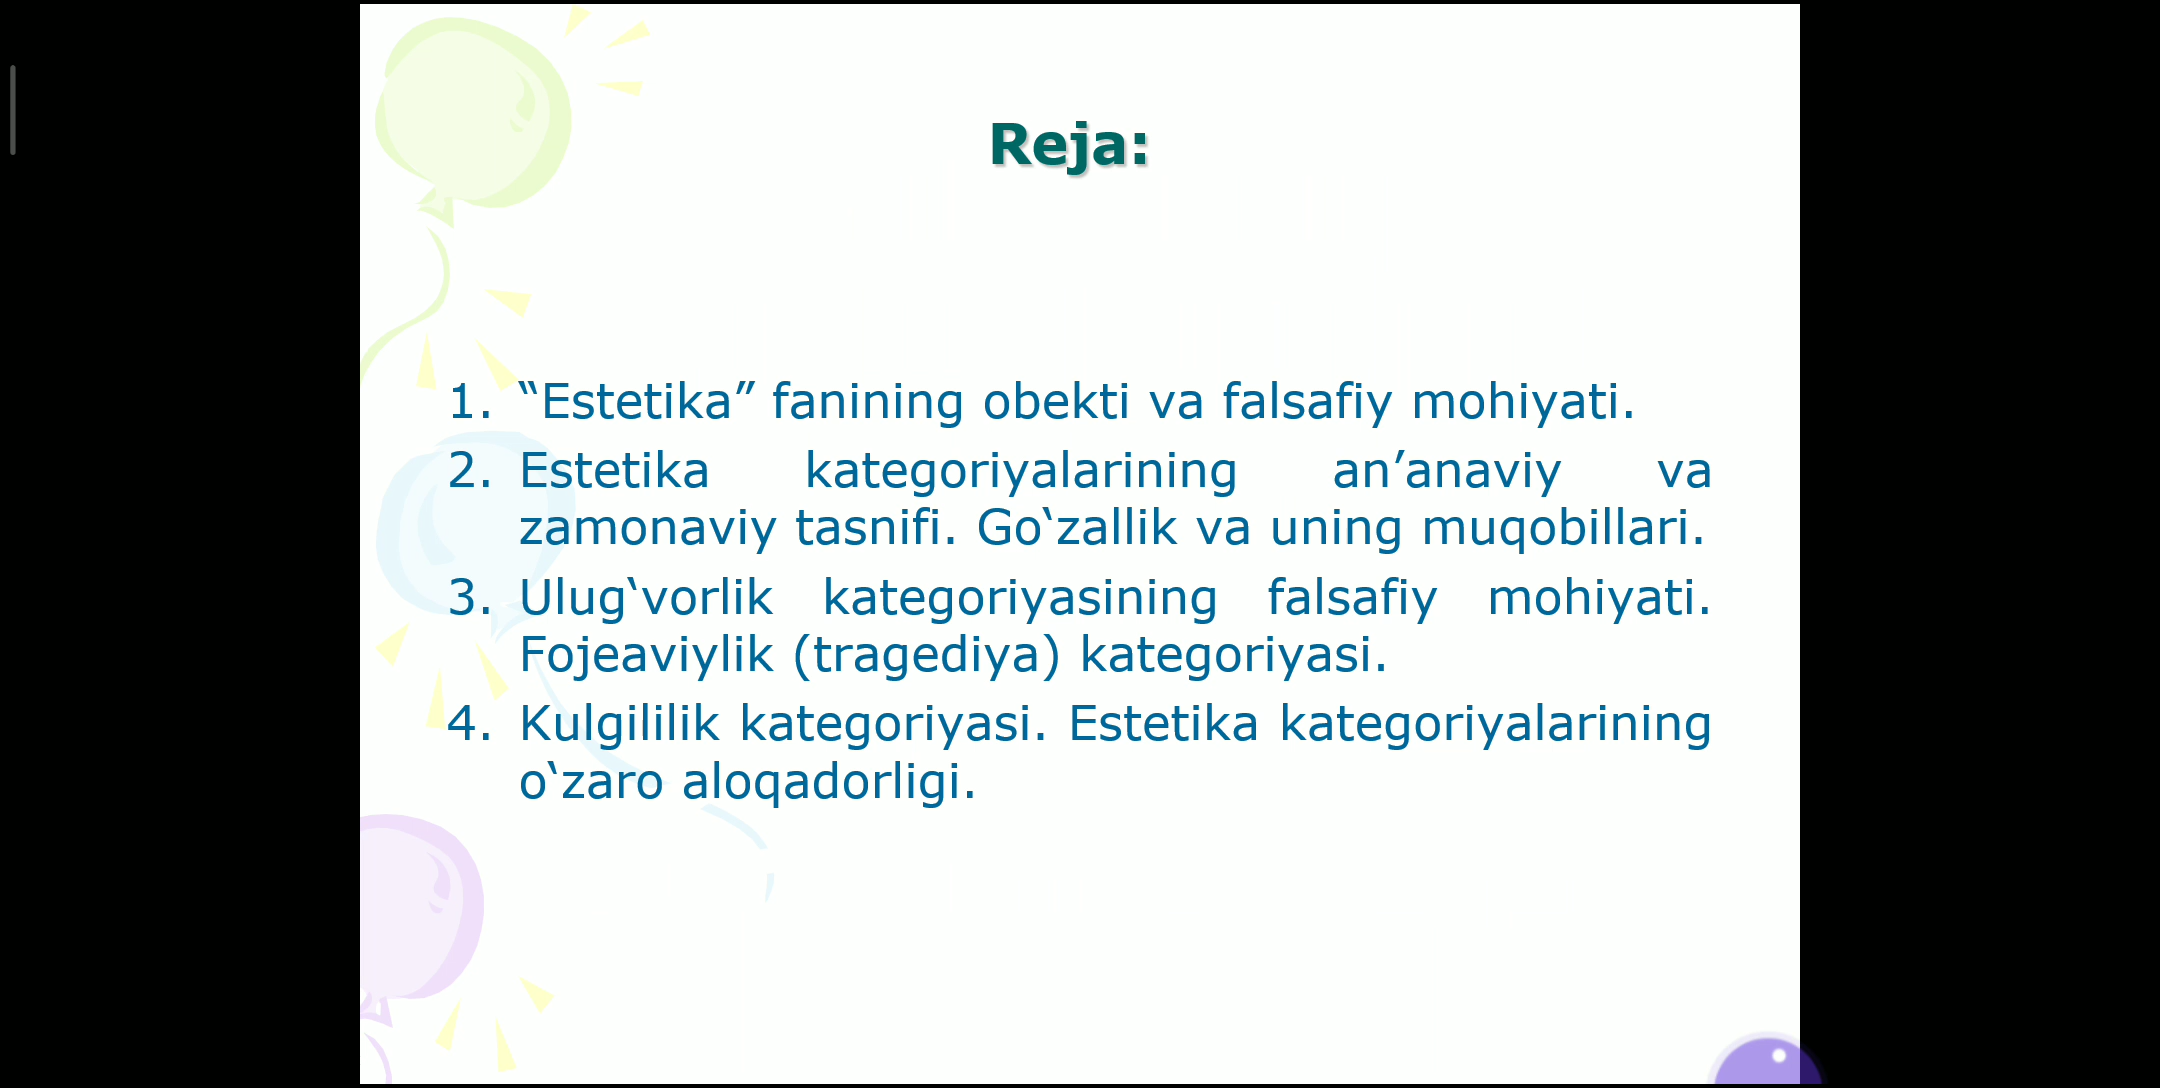 Reja:
1. “Estetika” fanining obekti va falsafiy mohiyati.
2. Estetika kategoriyalarining an’anaviy va
zamonaviy tasnifi. Go‘zallik va uning muqobillari.
3. Ulug‘vorlik kategoriyasining falsafiy mohiyati.
Fojeaviylik (tragediya) kategoriyasi.
4. Kulgililik kategoriyasi. Estetika kategoriyalarining
o‘zaro aloqadorligi.